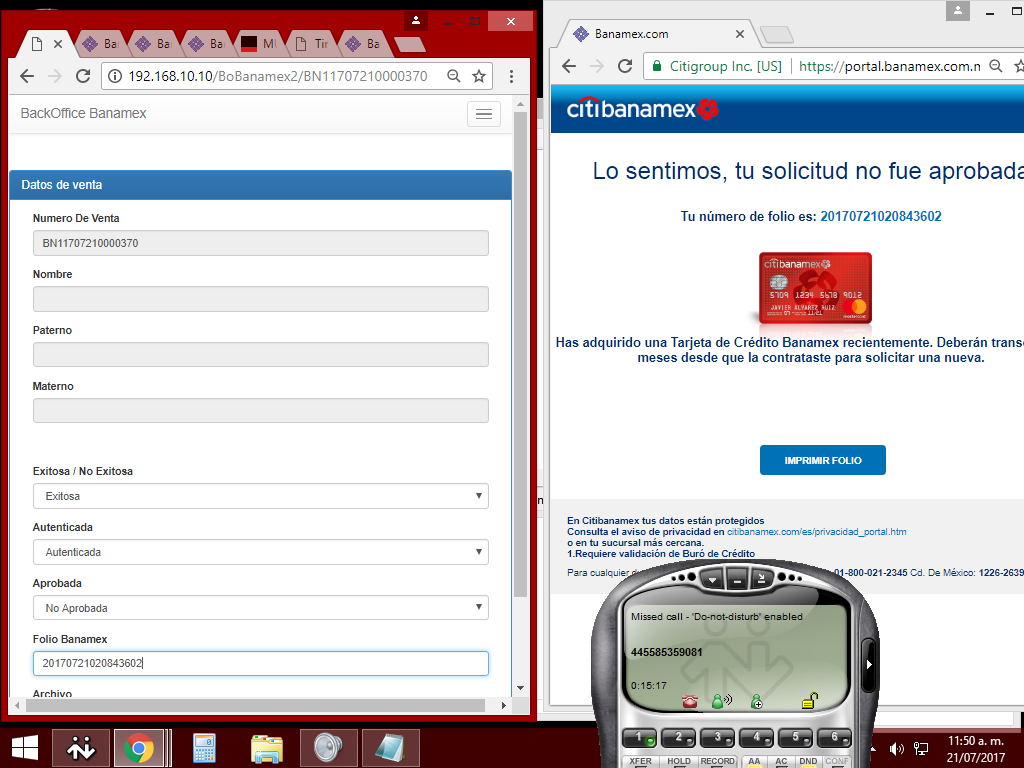 Ba
Ba
Ba
MU
Tir
Ba
192.168.10.10/BoBanamex2/BN11707210000370
BackOffice Banamex
Datos de venta
Numero De Venta
BN11707210000370
Nombre
Paterno
Materno
Exitosa / No Exitosa
Exitosa
Autenticada
Autenticada
Aprobada
No Aprobada
Folio Banamex
20170721020843602
Archivo
Banamex.com
Citigroup Inc. [US]
https://portal.banamex.com.m
citibanamex
Lo sentimos, tu solicitud no fue aprobada
Tu número de folio es: 20170721020843602
citibanamex
5709 1234 5678 9012
JAVIER ALVAREZ RUIZ
Has adquirido una Tarjeta de Crédito Banamex recientemente. Deberán trans
meses desde que la contrataste para solicitar una nueva.
IMPRIMIR FOLIO
En Citibanamex tus datos están protegidos
Consulta el aviso de privacidad en citibanamex.com/es/privacidad_portal.htm
o en tu sucursal más cercana.
1.Requiere validación de Buró de Crédito
Para cualquier
01-800-021-2345 Cd. De México: 1226-2639
Missed call - 'Do-not-disturb' enabled
445585359081
0:15:17
1 2 3 4 5 6
XFER HOLD RECORD AA AC DND CONF
11:50 a. m.
21/07/2017